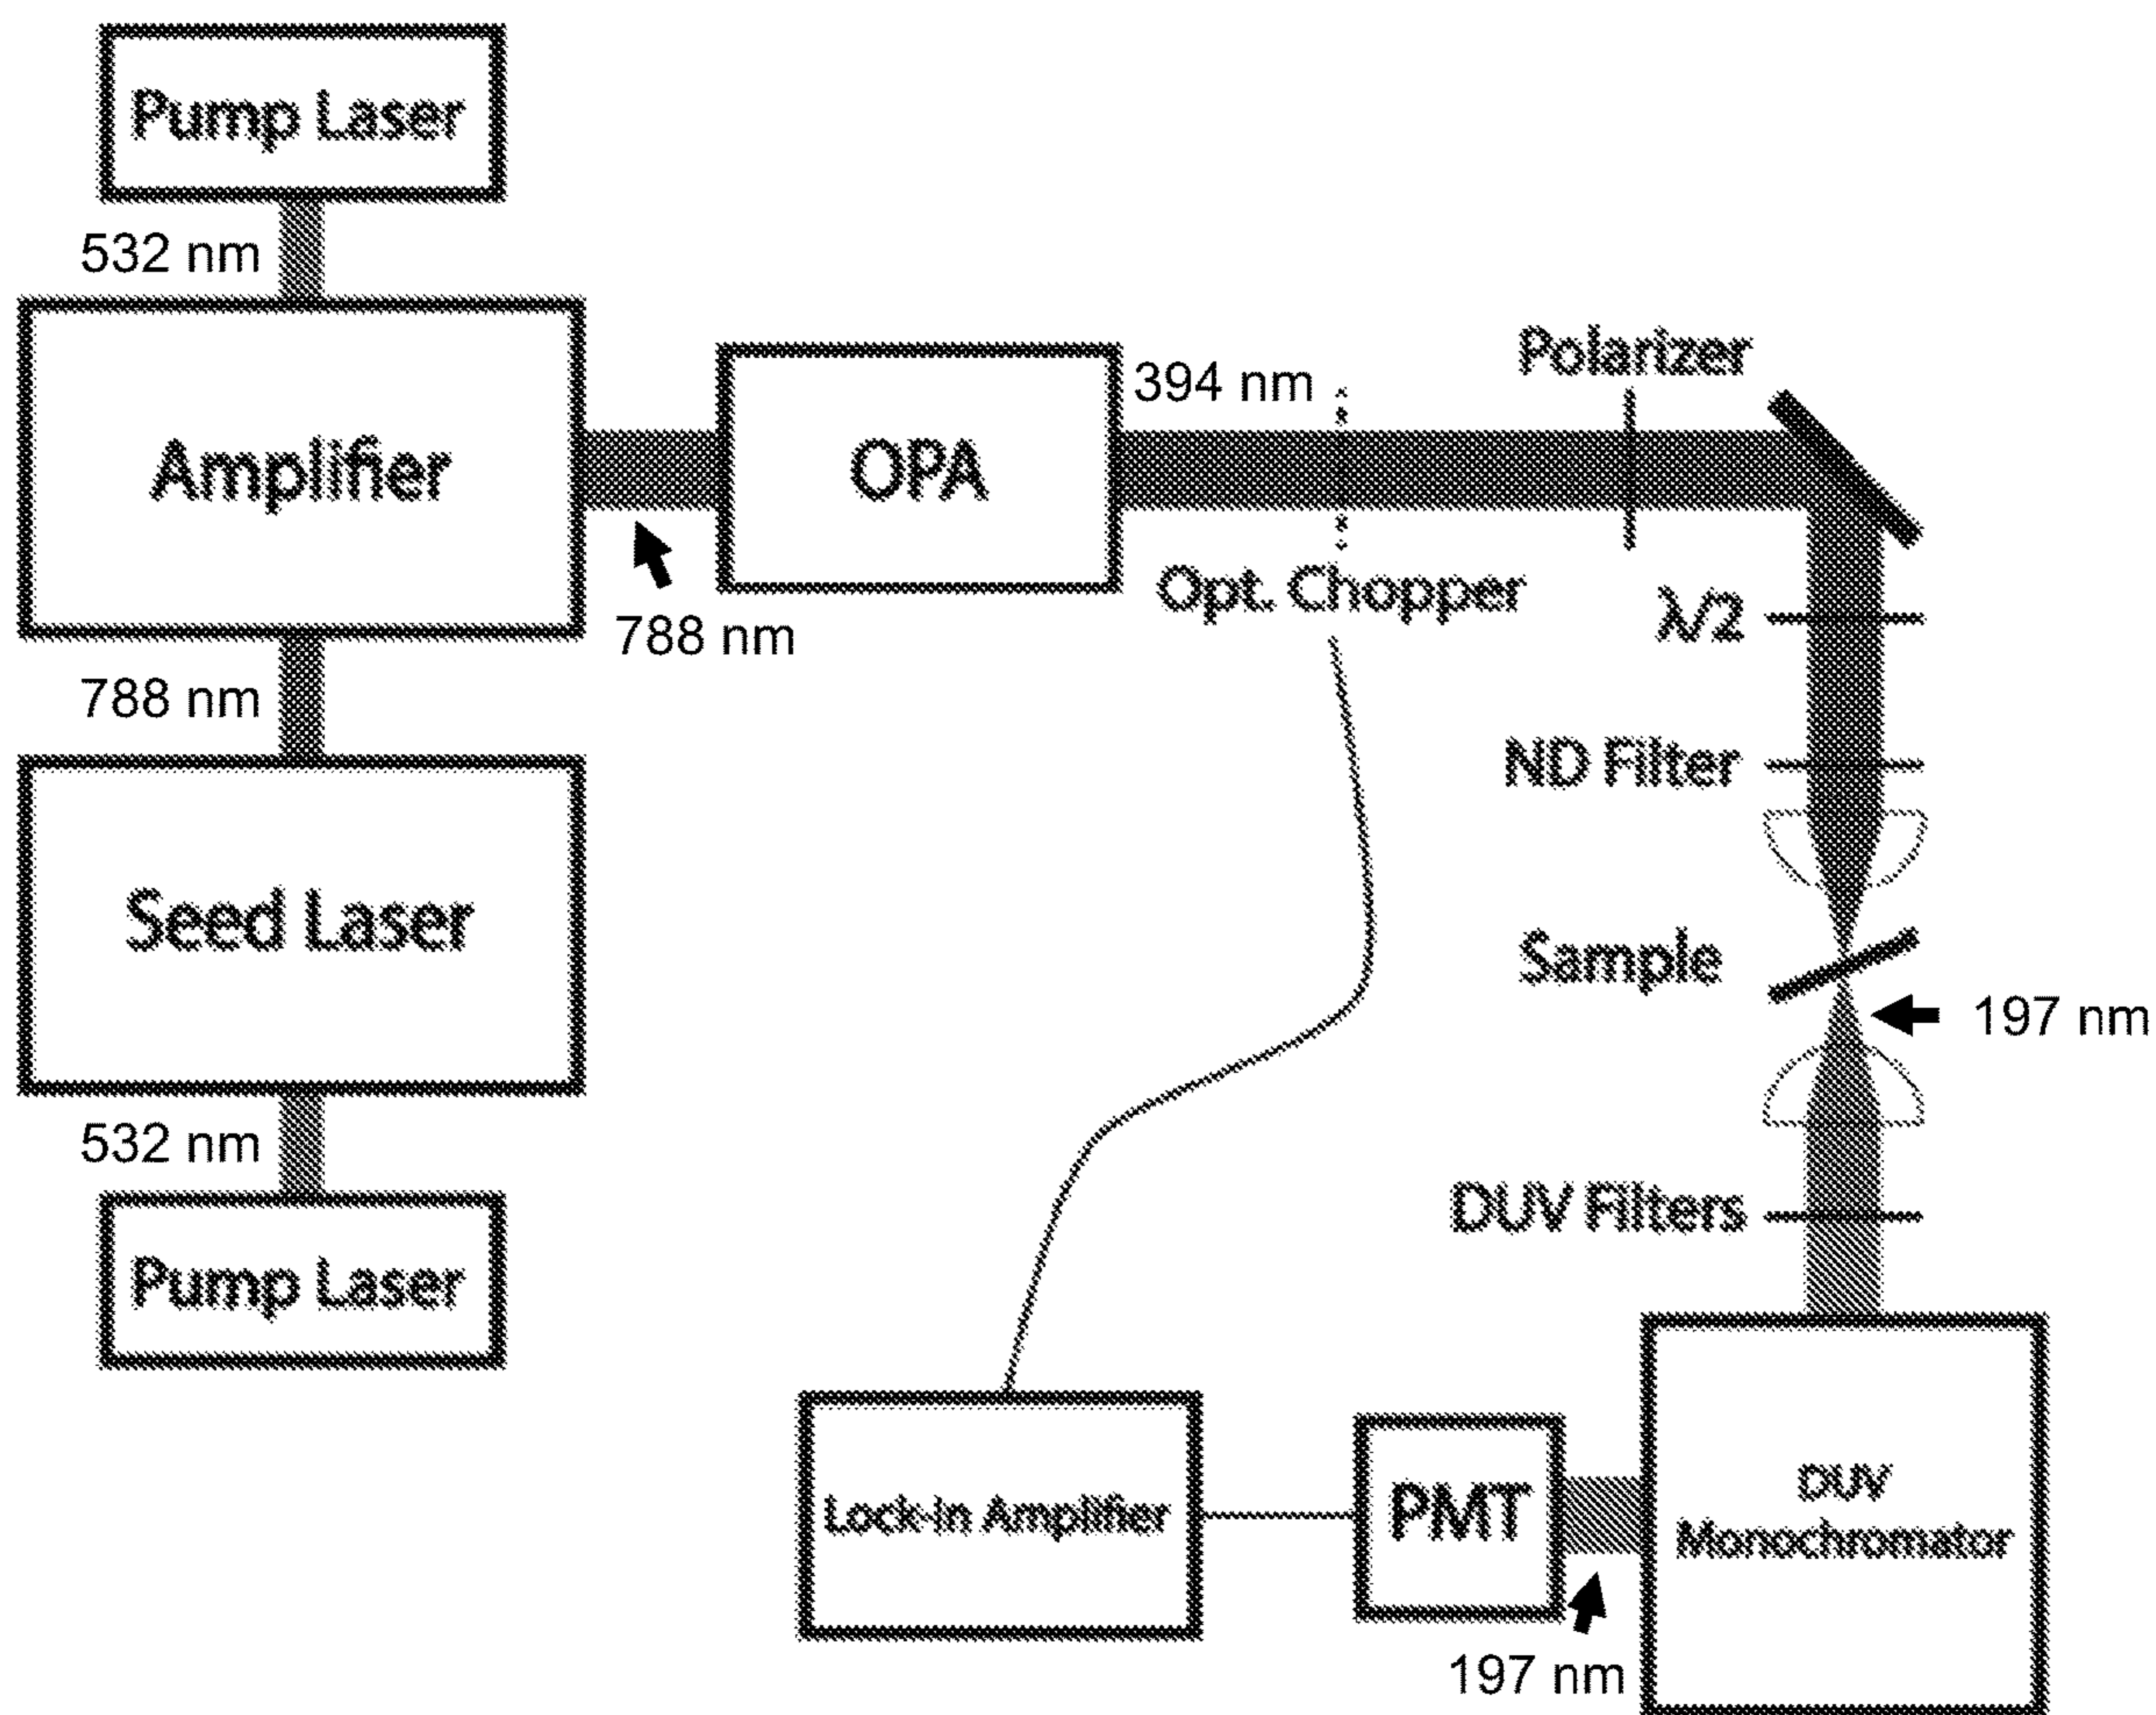 Pump Laser
532 nm
Amplifier
788 nm
OPA
394 nm
Opt. Chopper
Polarizer
λ/2
ND Filter
Sample
197 nm
DUV Filters
788 nm
Seed Laser
532 nm
Pump Laser
Lock-in Amplifier
PMT
197 nm
DUV
Monochromator